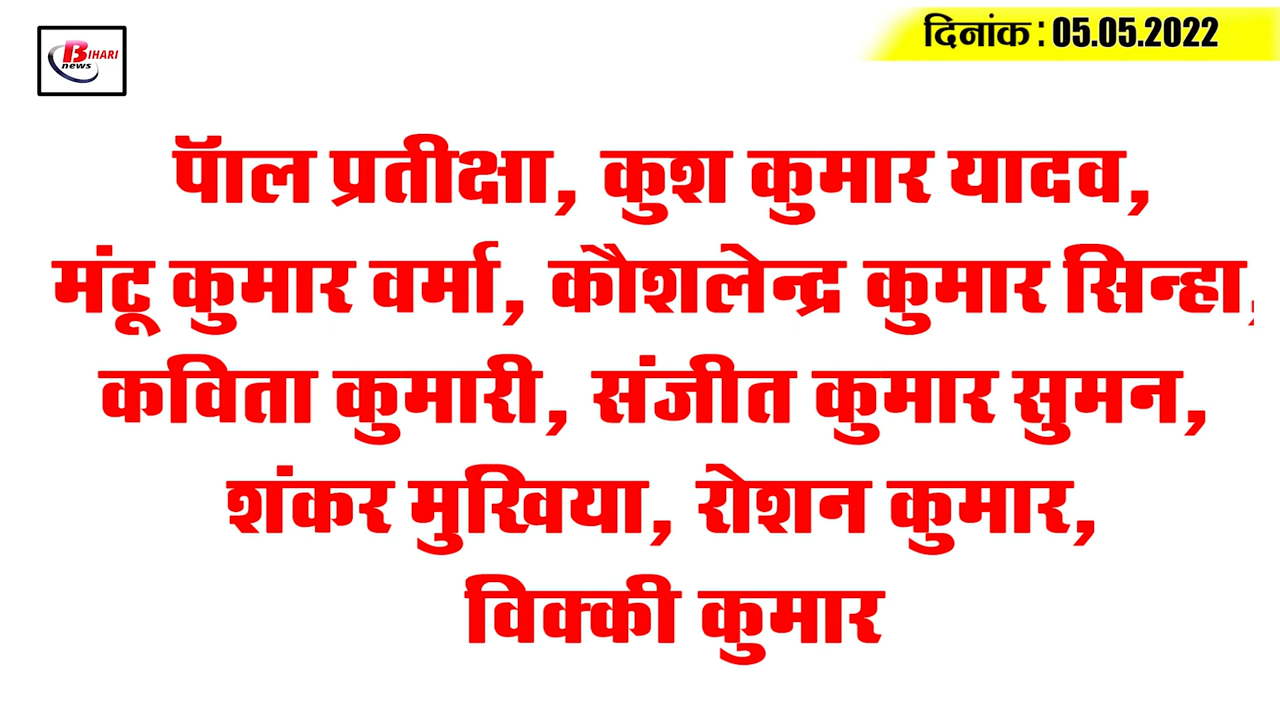 BIHARI
news
दिनांक : 05.05.2022
पॅाल प्रतीक्षा, कुश कुमार यादव,
मंटू कुमार वर्मा, कौशलेन्द्र कुमार सिन्हा,
कविता कुमारी, संजीत कुमार सुमन,
शंकर मुखिया, रोशन कुमार,
विक्की कुमार